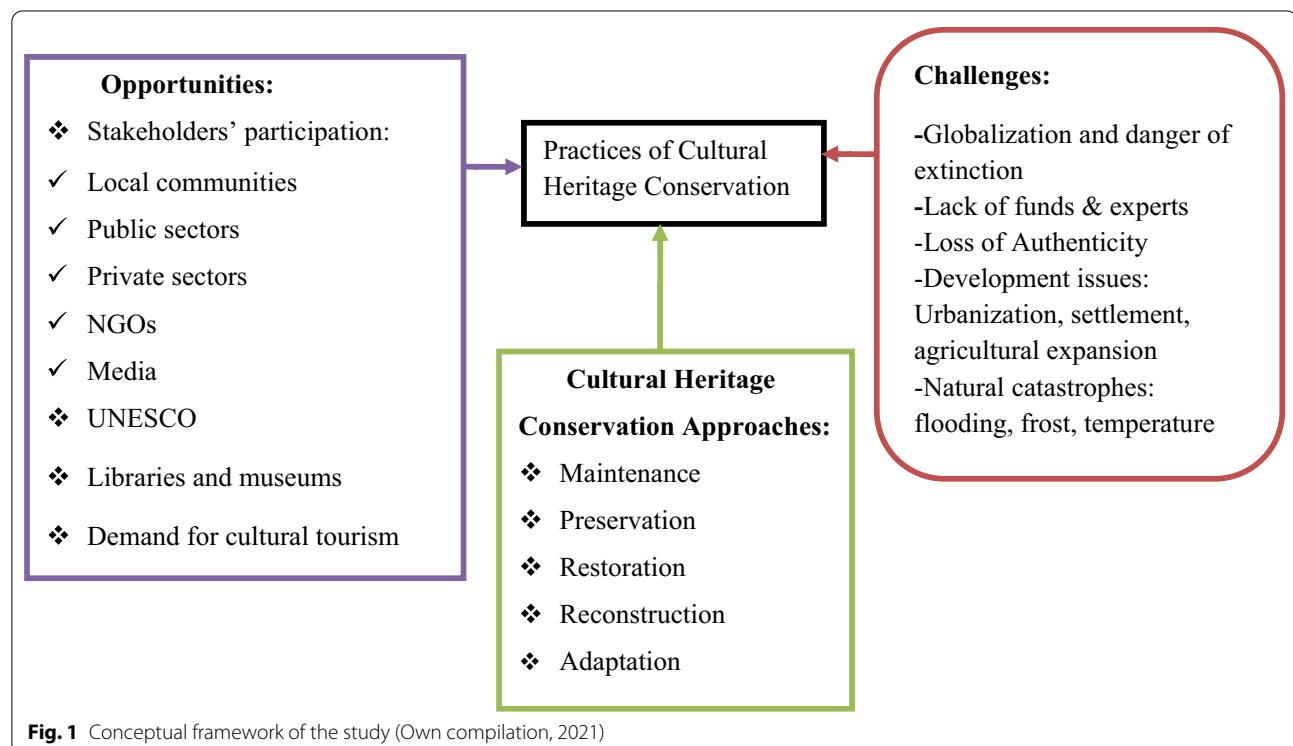 Opportunities:
❖ Stakeholders’ participation:
✓ Local communities
✓ Public sectors
✓ Private sectors
✓ NGOs
✓ Media
❖ UNESCO
❖ Libraries and museums
❖ Demand for cultural tourism
Practices of Cultural
Heritage Conservation
Cultural Heritage
Conservation Approaches:
❖ Maintenance
❖ Preservation
❖ Restoration
❖ Reconstruction
❖ Adaptation
Challenges:
-Globalization and danger of
extinction
-Lack of funds & experts
-Loss of Authenticity
-Development issues:
Urbanization, settlement,
agricultural expansion
-Natural catastrophes:
flooding, frost, temperature
Fig. 1 Conceptual framework of the study (Own compilation, 2021)